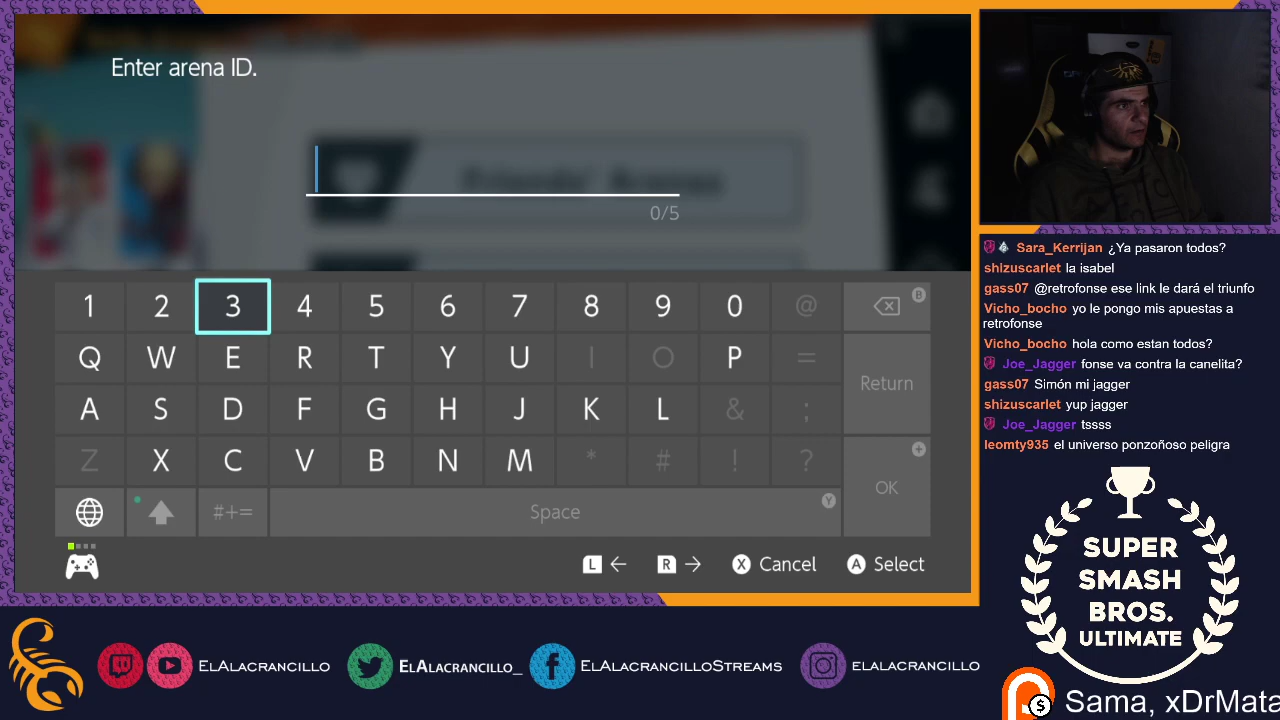 Enter arena ID.
Friends' Arenas
0/5
1 2 3 4 5 6 7 8 9 0 @ B
Q W E R T Y U I O P = Return
A S D F G H J K L & ;
Z X C V B N M * # ! ? + OK
#+= Space Y
L ← R → X Cancel A Select
Sara_Kerrijan ¿Ya pasaron todos?
shizuscarlet la isabel
gass07 @retrofonse ese link le dará el triunfo
Vicho_bocho yo le pongo mis apuestas a
retrofonse
Vicho_bocho hola como estan todos?
Joe_Jagger fonse va contra la canelita?
gass07 Simón mi jagger
shizuscarlet yup jagger
Joe_Jagger tssss
leomty935 el universo ponzoñoso peligra
SUPER
SMASH
BROS.
ULTIMATE
ElAlacrancillo ElAlacrancillo_ ElAlacrancilloStreams elalacrancillo
$ Sama, xDrMata